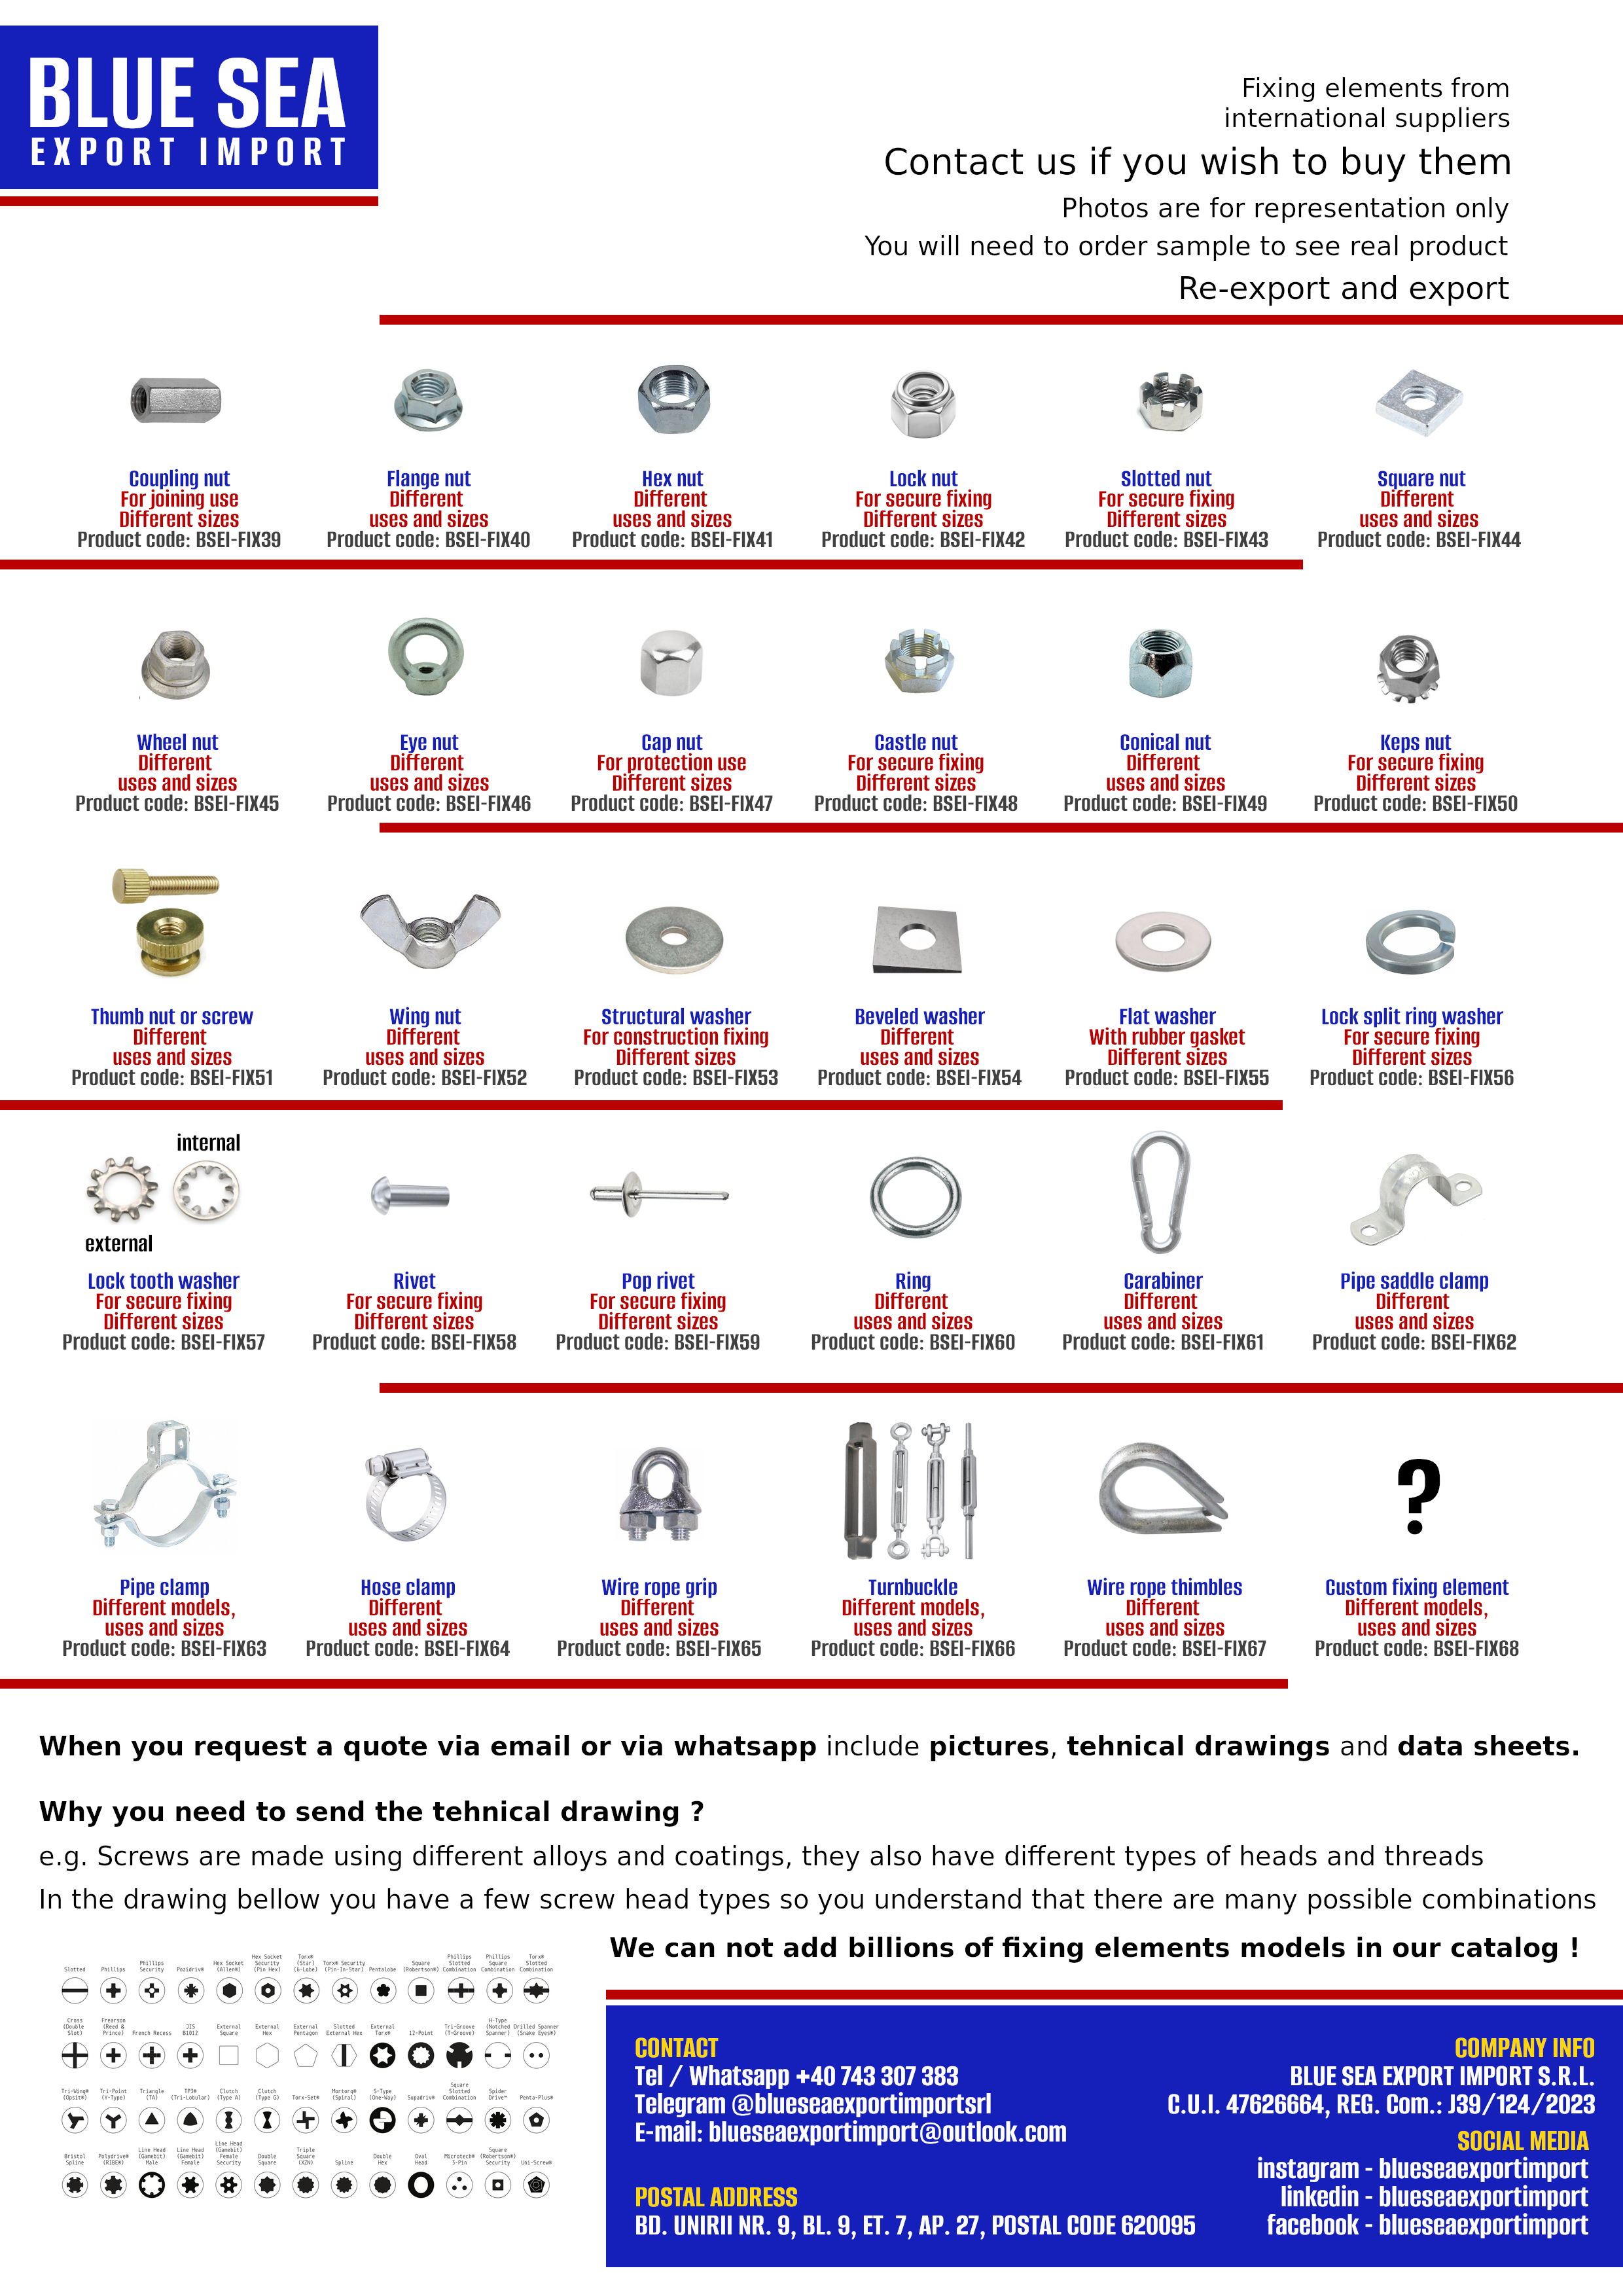 BLUE SEA
EXPORT IMPORT
Fixing elements from
international suppliers
Contact us if you wish to buy them
Photos are for representation only
You will need to order sample to see real product
Re-export and export
Coupling nut
For joining use
Different sizes
Product code: BSEI-FIX39
Flange nut
Different
uses and sizes
Product code: BSEI-FIX40
Hex nut
Different
uses and sizes
Product code: BSEI-FIX41
Lock nut
For secure fixing
Different sizes
Product code: BSEI-FIX42
Slotted nut
For secure fixing
Different sizes
Product code: BSEI-FIX43
Square nut
Different
uses and sizes
Product code: BSEI-FIX44
Wheel nut
Different
uses and sizes
Product code: BSEI-FIX45
Eye nut
Different
uses and sizes
Product code: BSEI-FIX46
Cap nut
For protection use
Different sizes
Product code: BSEI-FIX47
Castle nut
For secure fixing
Different sizes
Product code: BSEI-FIX48
Conical nut
Different
uses and sizes
Product code: BSEI-FIX49
Keps nut
For secure fixing
Different sizes
Product code: BSEI-FIX50
Thumb nut or screw
Different
uses and sizes
Product code: BSEI-FIX51
Wing nut
Different
uses and sizes
Product code: BSEI-FIX52
Structural washer
For construction fixing
Different sizes
Product code: BSEI-FIX53
Beveled washer
Different
uses and sizes
Product code: BSEI-FIX54
Flat washer
With rubber gasket
Different sizes
Product code: BSEI-FIX55
Lock split ring washer
For secure fixing
Different sizes
Product code: BSEI-FIX56
internal
external
Lock tooth washer
For secure fixing
Different sizes
Product code: BSEI-FIX57
Rivet
For secure fixing
Different sizes
Product code: BSEI-FIX58
Pop rivet
For secure fixing
Different sizes
Product code: BSEI-FIX59
Ring
Different
uses and sizes
Product code: BSEI-FIX60
Carabiner
Different
uses and sizes
Product code: BSEI-FIX61
Pipe saddle clamp
Different
uses and sizes
Product code: BSEI-FIX62
Pipe clamp
Different models,
uses and sizes
Product code: BSEI-FIX63
Hose clamp
Different
uses and sizes
Product code: BSEI-FIX64
Wire rope grip
Different
uses and sizes
Product code: BSEI-FIX65
Turnbuckle
Different models,
uses and sizes
Product code: BSEI-FIX66
Wire rope thimbles
Different
uses and sizes
Product code: BSEI-FIX67
?
Custom fixing element
Different models,
uses and sizes
Product code: BSEI-FIX68
When you request a quote via email or via whatsapp include pictures, tehnical drawings and data sheets.
Why you need to send the tehnical drawing ?
e.g. Screws are made using different alloys and coatings, they also have different types of heads and threads
In the drawing bellow you have a few screw head types so you understand that there are many possible combinations
We can not add billions of fixing elements models in our catalog !
Slotted
Phillips
Phillips
Security
Pozidriv®
Hex Socket
(Allen®)
Hex Socket
Security
(Pin Hex)
Torx®
(Star)
(6-Lobe)
Torx® Security
(Pin-In-Star)
Pentalobe
Square
(Robertson®)
Phillips
Slotted
Combination
Phillips
Square
Combination
Torx®
Slotted
Combination
Cross
(Double
Slot)
Frearson
(Reed &
Prince)
French Recess
JIS
B1012
External
Square
External
Hex
External
Pentagon
Slotted
External Hex
External
Torx®
12-Point
Tri-Groove
(T-Groove)
H-Type
(Notched
Spanner)
Drilled Spanner
(Snake Eyes®)
Tri-Wing®
(Opsit®)
Tri-Point
(Y-Type)
Triangle
(TA)
TP3®
(Tri-Lobular)
Clutch
(Type A)
Clutch
(Type G)
Torx-Set®
Mortorq®
(Spiral)
S-Type
(One-Way)
Supadriv®
Square
Slotted
Combination
Spider
Drive™
Penta-Plus®
Bristol
Spline
Polydrive®
(RIBE®)
Line Head
(Gamebit)
Male
Line Head
(Gamebit)
Female
Line Head
(Gamebit)
Female
Security
Double
Square
Triple
Square
(XZN)
Spline
Double
Hex
Oval
Head
Microtech®
3-Pin
Square
(Robertson®)
Security
Uni-Screw®
CONTACT
Tel / Whatsapp +40 743 307 383
Telegram @blueseaexportimportsrl
E-mail: blueseaexportimport@outlook.com
POSTAL ADDRESS
BD. UNIRII NR. 9, BL. 9, ET. 7, AP. 27, POSTAL CODE 620095
COMPANY INFO
BLUE SEA EXPORT IMPORT S.R.L.
C.U.I. 47626664, REG. Com.: J39/124/2023
SOCIAL MEDIA
instagram - blueseaexportimport
linkedin - blueseaexportimport
facebook - blueseaexportimport